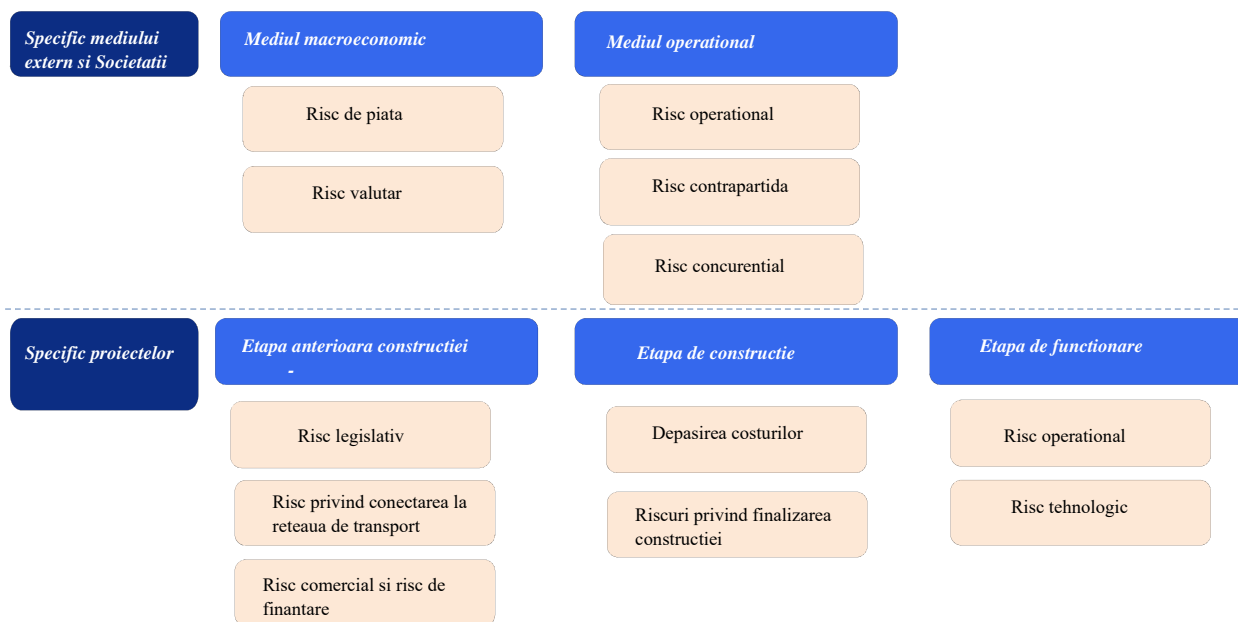 Specific mediului
extern si Societatii
Mediul macroeconomic
Mediul operational
Risc de piata
Risc valutar
Risc operational
Risc contrapartida
Risc concurential
Specific proiectelor
Etapa anterioara constructiei
-
Etapa de constructie
Etapa de functionare
Risc legislativ
Risc privind conectarea la
reteaua de transport
Risc comercial si risc de
finantare
Depasirea costurilor
Riscuri privind finalizarea
constructiei
Risc operational
Risc tehnologic